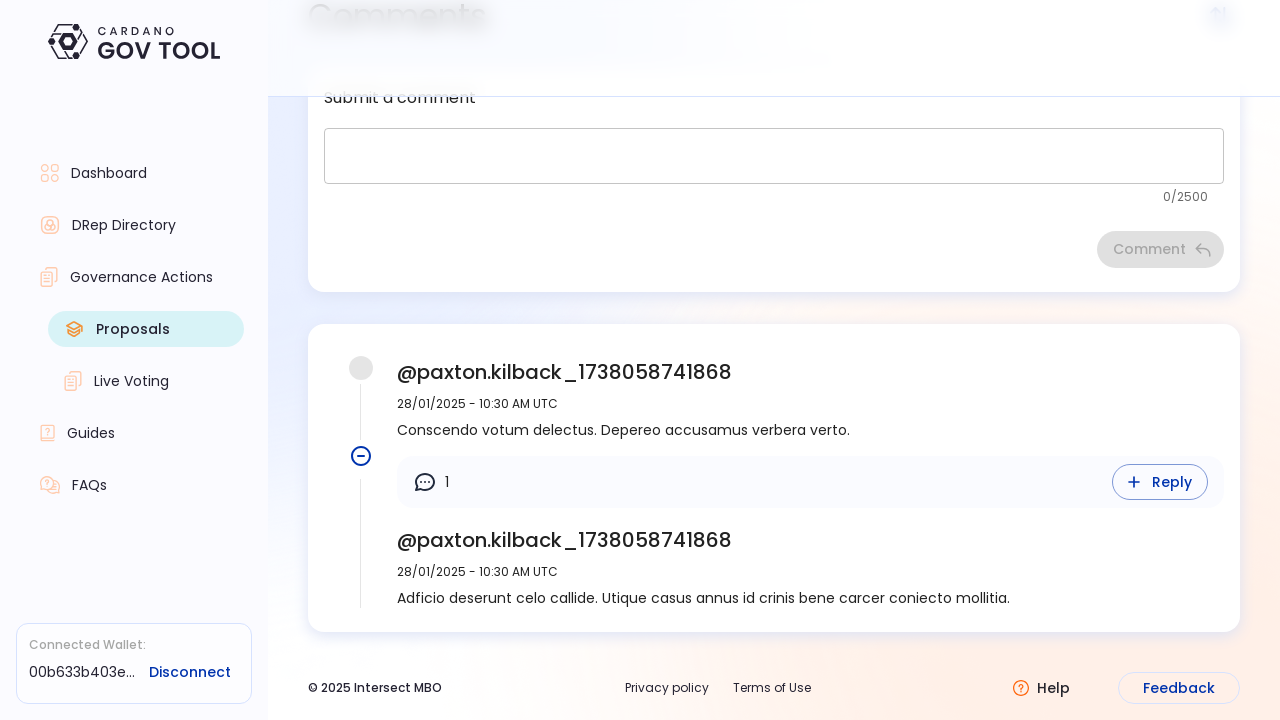 CARDANO
GOV TOOL
Dashboard
DRep Directory
Governance Actions
Proposals
Live Voting
Guides
FAQs
Connected Wallet:
00b633b403e...
Disconnect
Comments
Submit a comment
0/2500
Comment
@paxton.kilback_1738058741868
28/01/2025 - 10:30 AM UTC
Conscendo votum delectus. Depereo accusamus verbera verto.
1
Reply
@paxton.kilback_1738058741868
28/01/2025 - 10:30 AM UTC
Adficio deserunt celo callide. Utique casus annus id crinis bene carcer coniecto mollitia.
© 2025 Intersect MBO
Privacy policy
Terms of Use
Help
Feedback